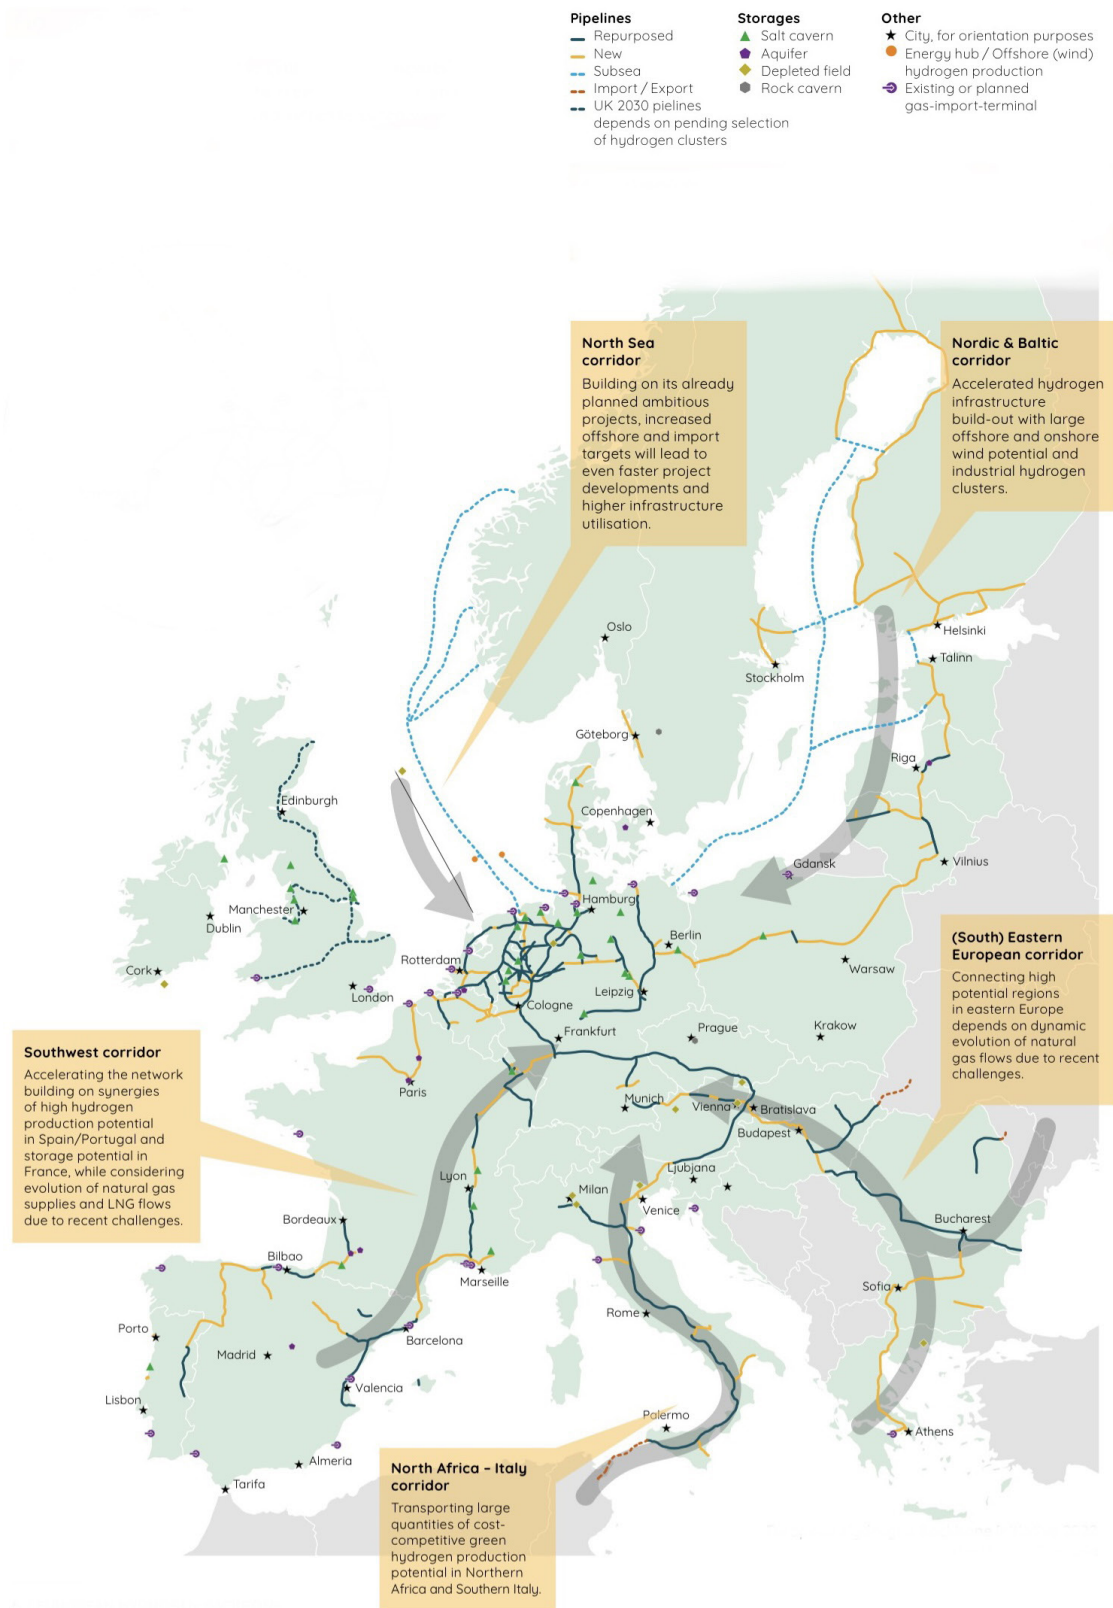 Pipelines
Repurposed
New
Subsea
Import / Export
UK 2030 pielines
depends on pending selection
of hydrogen clusters
Storages
Salt cavern
Aquifer
Depleted field
Rock cavern
Other
City, for orientation purposes
Energy hub / Offshore (wind)
hydrogen production
Existing or planned
gas-import-terminal
North Sea
corridor
Building on its already
planned ambitious
projects, increased
offshore and import
targets will lead to
even faster project
developments and
higher infrastructure
utilisation.
Nordic & Baltic
corridor
Accelerated hydrogen
infrastructure
build-out with large
offshore and onshore
wind potential and
industrial hydrogen
clusters.
Oslo
Helsinki
Talinn
Stockholm
Göteborg
Riga
Edinburgh
Copenhagen
Gdansk
Vilnius
Hamburg
Manchester
Dublin
Berlin
(South) Eastern
European corridor
Connecting high
potential regions
in eastern Europe
depends on dynamic
evolution of natural
gas flows due to recent
challenges.
Rotterdam
Warsaw
Cork
London
Leipzig
Cologne
Frankfurt
Prague
Krakow
Southwest corridor
Accelerating the network
building on synergies
of high hydrogen
production potential
in Spain/Portugal and
storage potential in
France, while considering
evolution of natural gas
supplies and LNG flows
due to recent challenges.
Paris
Munich
Vienna
Bratislava
Budapest
Lyon
Ljubjana
Milan
Venice
Bordeaux
Bucharest
Bilbao
Marseille
Sofia
Rome
Porto
Barcelona
Madrid
Valencia
Lisbon
Palermo
Athens
Almeria
Tarifa
North Africa – Italy
corridor
Transporting large
quantities of cost-
competitive green
hydrogen production
potential in Northern
Africa and Southern Italy.